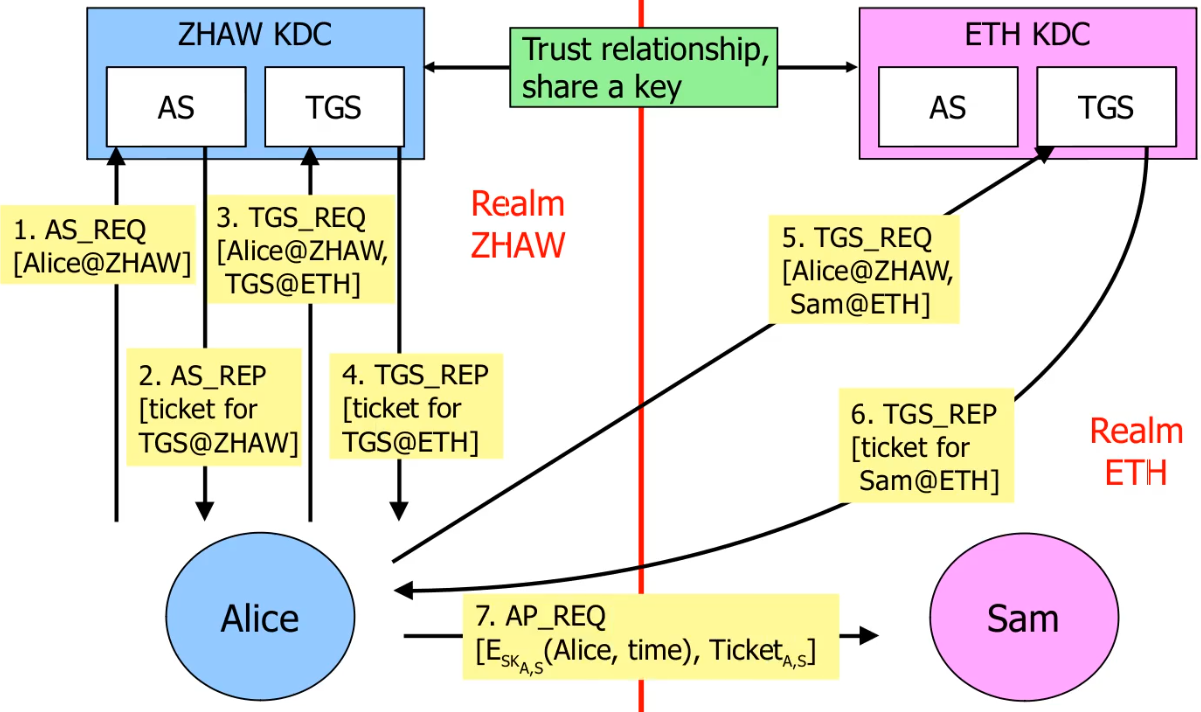 ZHAW KDC
AS
TGS
Trust relationship,
share a key
ETH KDC
AS
TGS
1. AS_REQ
[Alice@ZHAW]
3. TGS_REQ
[Alice@ZHAW,
TGS@ETH]
Realm
ZHAW
5. TGS_REQ
[Alice@ZHAW,
Sam@ETH]
2. AS_REP
[ticket for
TGS@ZHAW]
4. TGS_REP
[ticket for
TGS@ETH]
6. TGS_REP
[ticket for
Sam@ETH]
Realm
ETH
Alice
7. AP_REQ
[E_SK_A,S(Alice, time), Ticket_A,S]
Sam